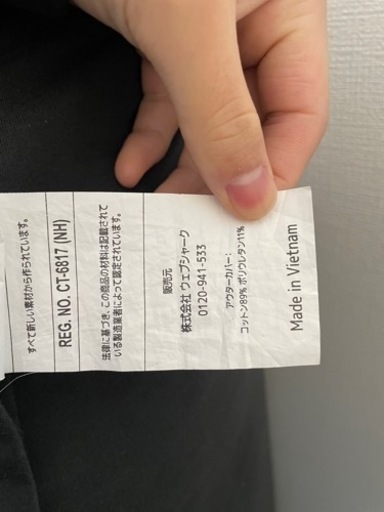 すべて新しい素材から作られています。
REG. NO. CT-6817 (NH)
法律に基づき、この商品の材料は記載されて
いる製造業者によって認定されています。
販売元
株式会社 ウェブシャーク
0120-941-533
アウターカバー：
コットン89% ポリウレタン11%
Made in Vietnam